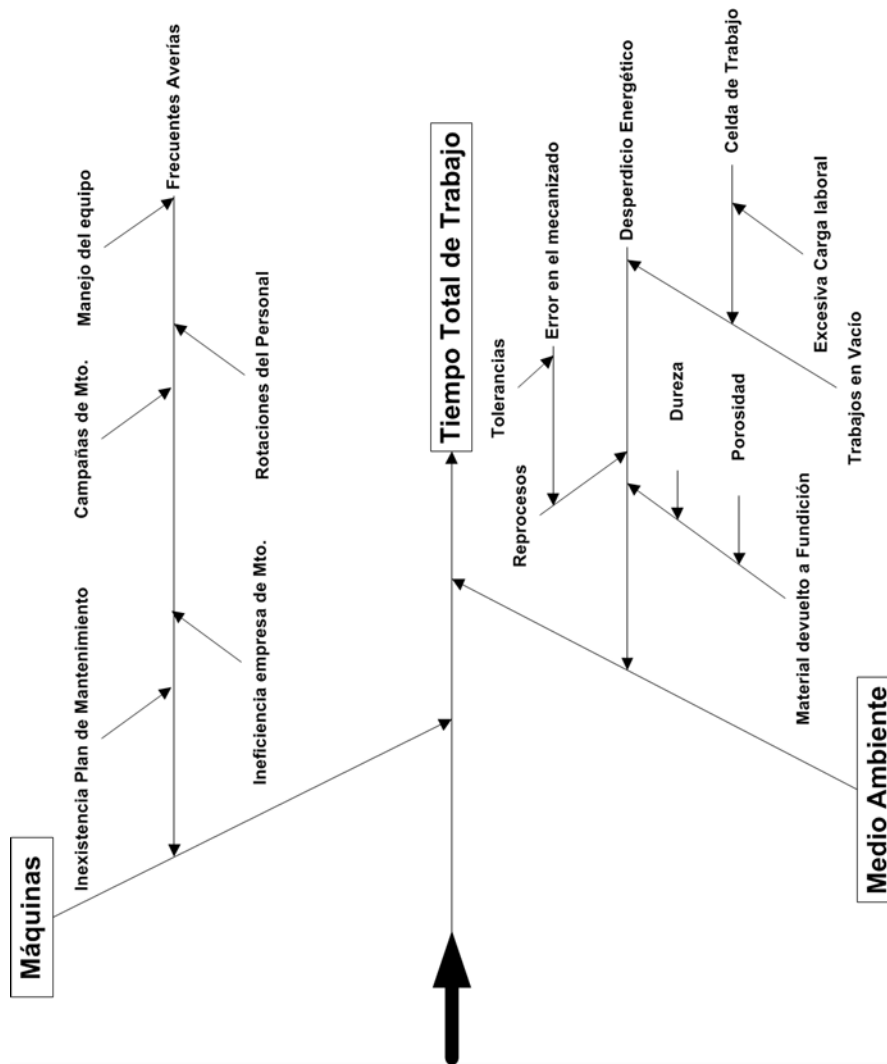 Máquinas
Inexistencia Plan de Mantenimiento
Campañas de Mto.
Manejo del equipo
Frecuentes Averías
Ineficiencia empresa de Mto.
Rotaciones del Personal
Tiempo Total de Trabajo
Tolerancias
Reprocesos
Error en el mecanizado
Desperdicio Energético
Dureza
Porosidad
Celda de Trabajo
Material devuelto a Fundición
Excesiva Carga laboral
Trabajos en Vacío
Medio Ambiente